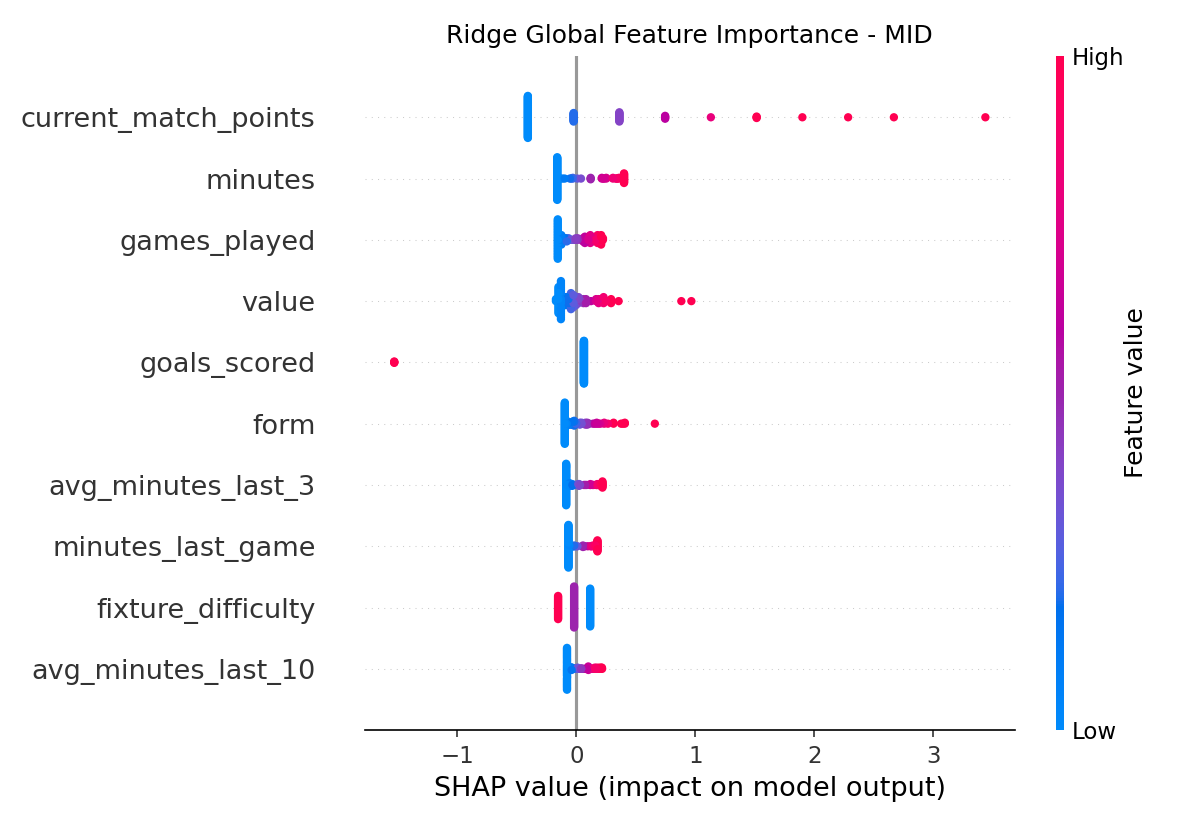 Ridge Global Feature Importance - MID
High
current_match_points
minutes
games_played
value
goals_scored
form
avg_minutes_last_3
minutes_last_game
fixture_difficulty
avg_minutes_last_10
Feature value
Low
−1 0 1 2 3
SHAP value (impact on model output)